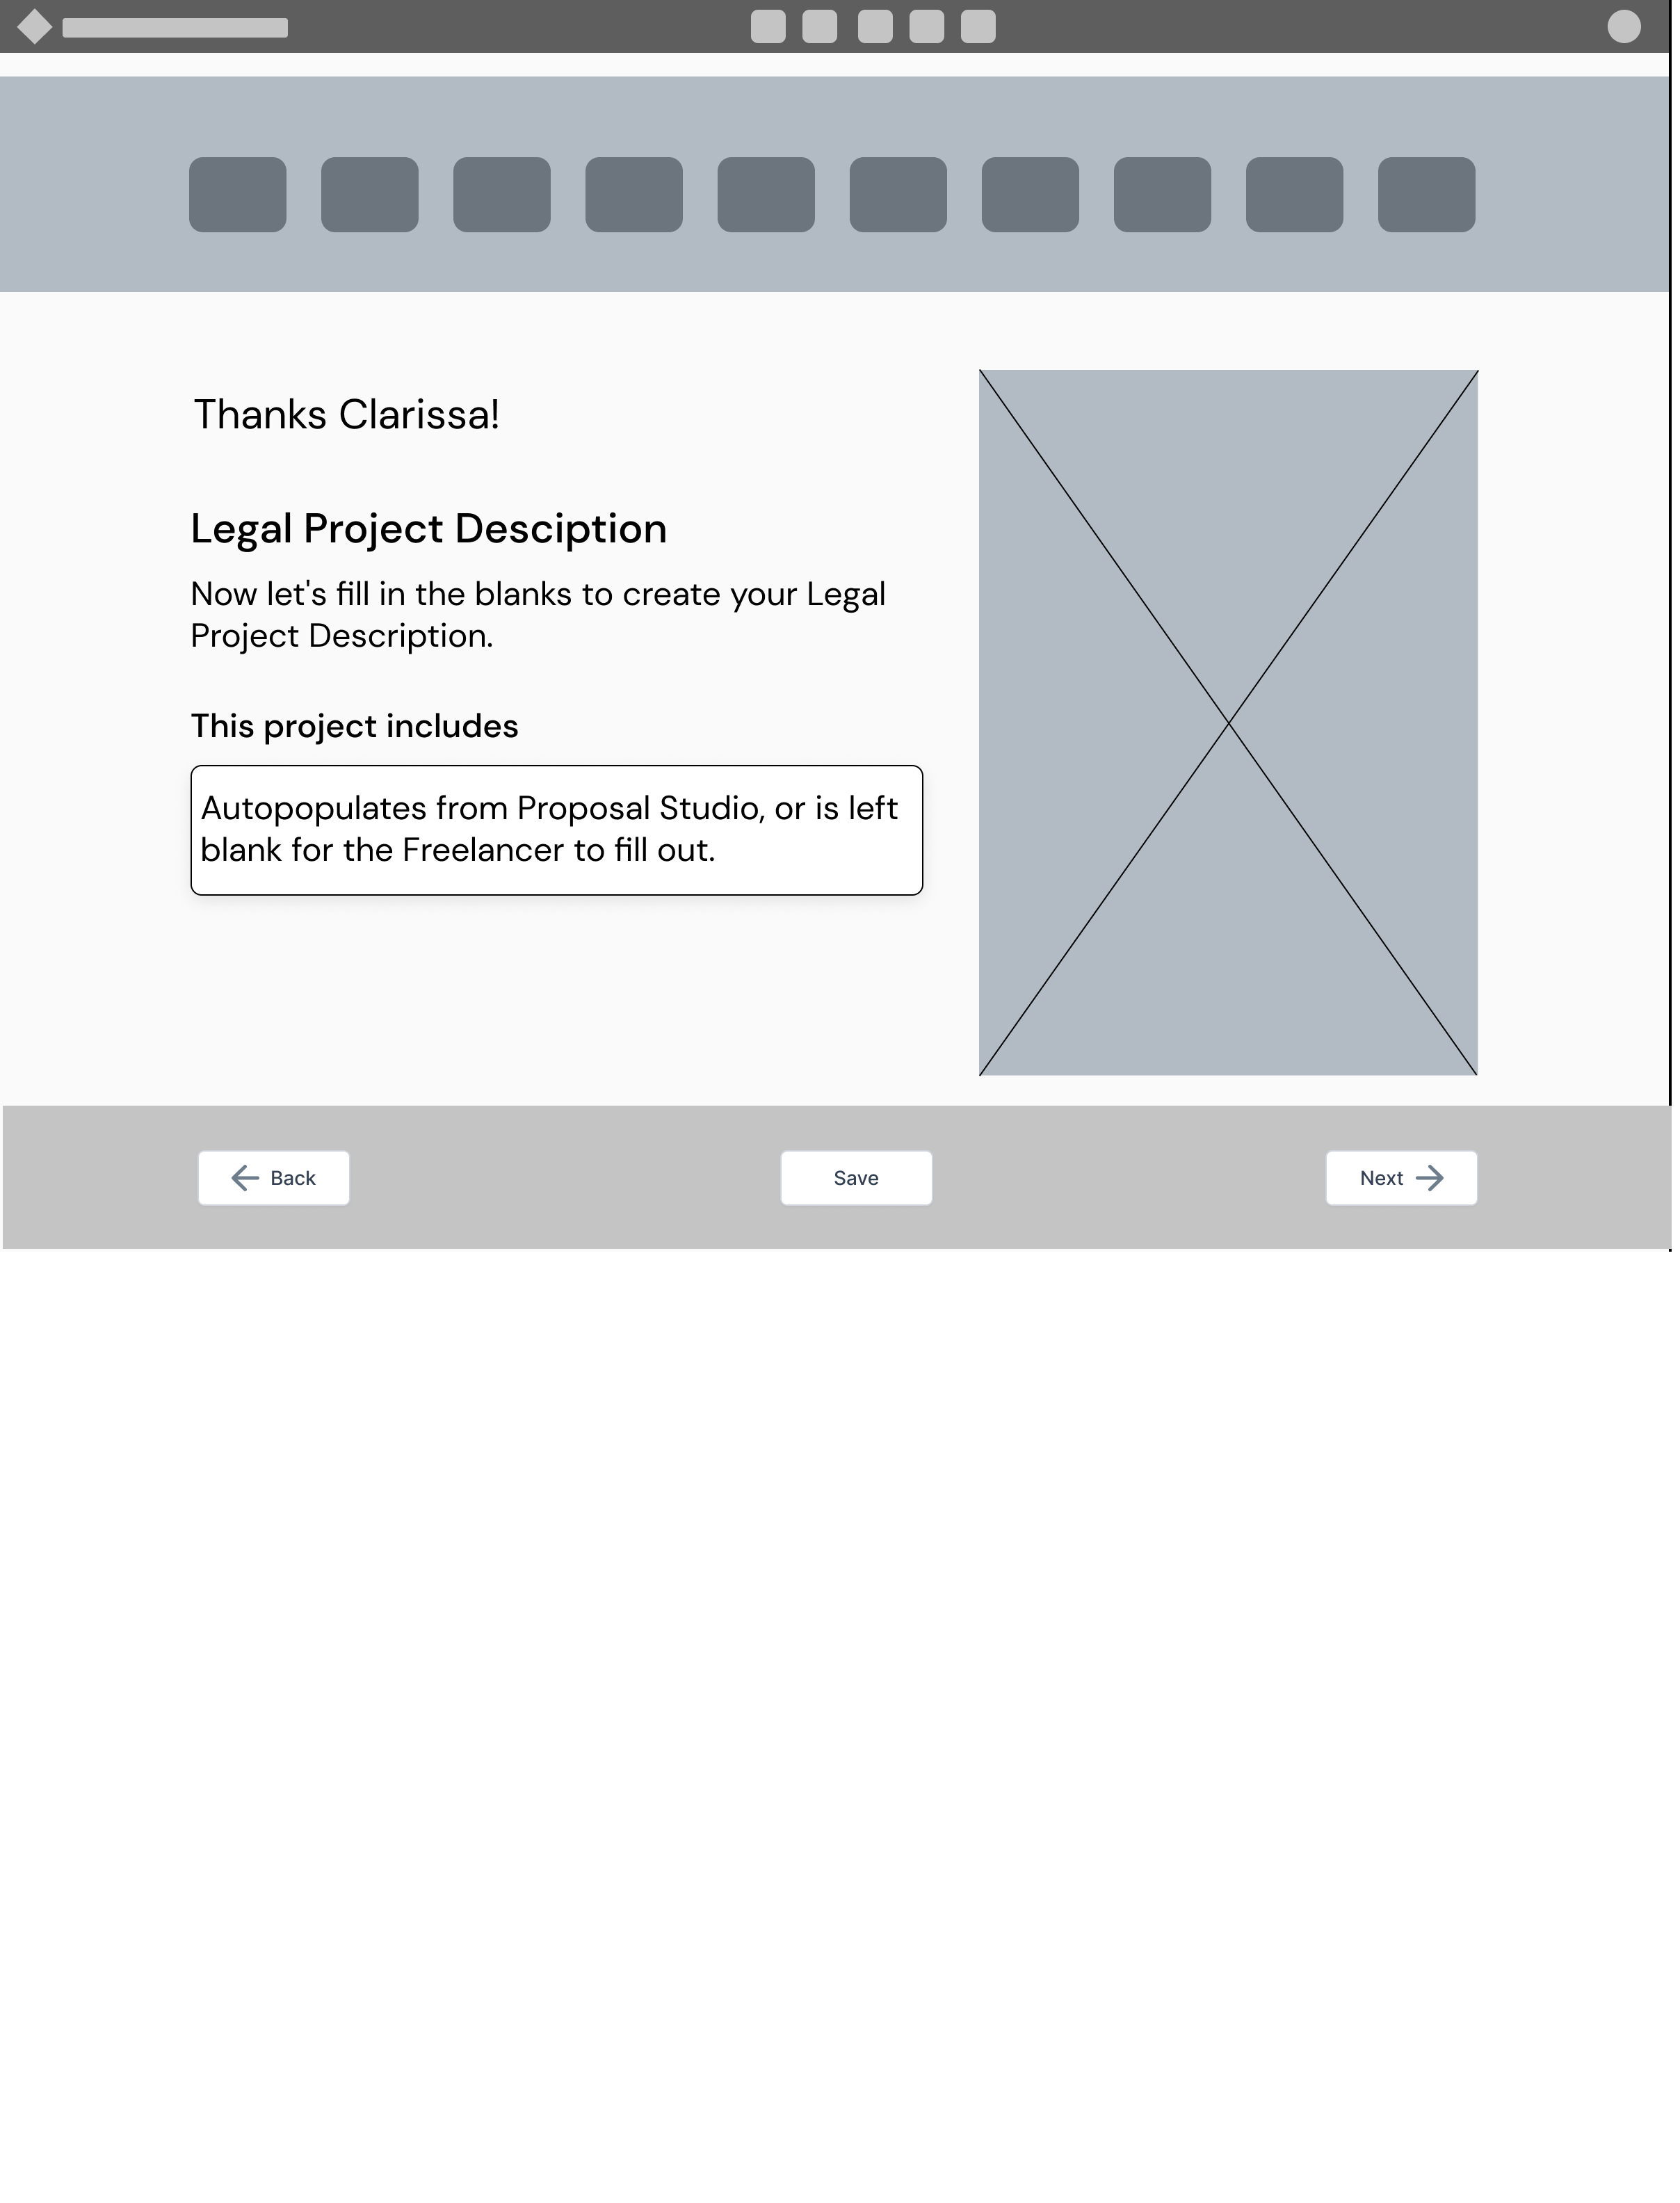 Thanks Clarissa!
Legal Project Desciption
Now let's fill in the blanks to create your Legal
Project Description.
This project includes
Autopopulates from Proposal Studio, or is left
blank for the Freelancer to fill out.
Back
Save
Next